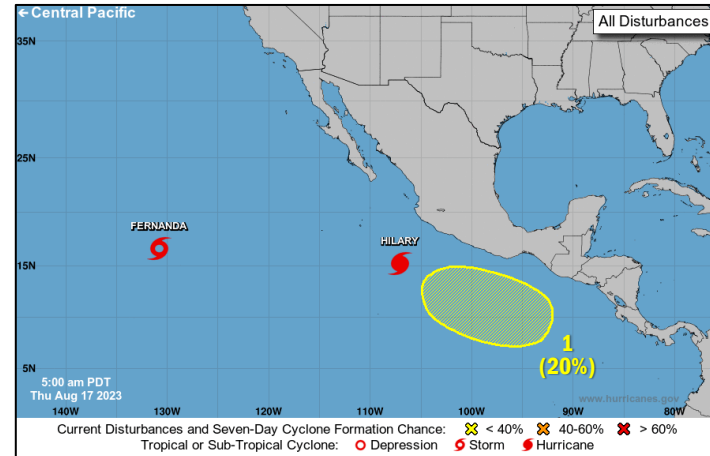 ← Central Pacific
All Disturbances
35N
25N
15N
5N
FERNANDA
HILARY
1
(20%)
5:00 am PDT
Thu Aug 17 2023
www.hurricanes.gov
140W 130W 120W 110W 100W 90W 80W
Current Disturbances and Seven-Day Cyclone Formation Chance: < 40% 40-60% > 60%
Tropical or Sub-Tropical Cyclone: Depression Storm Hurricane